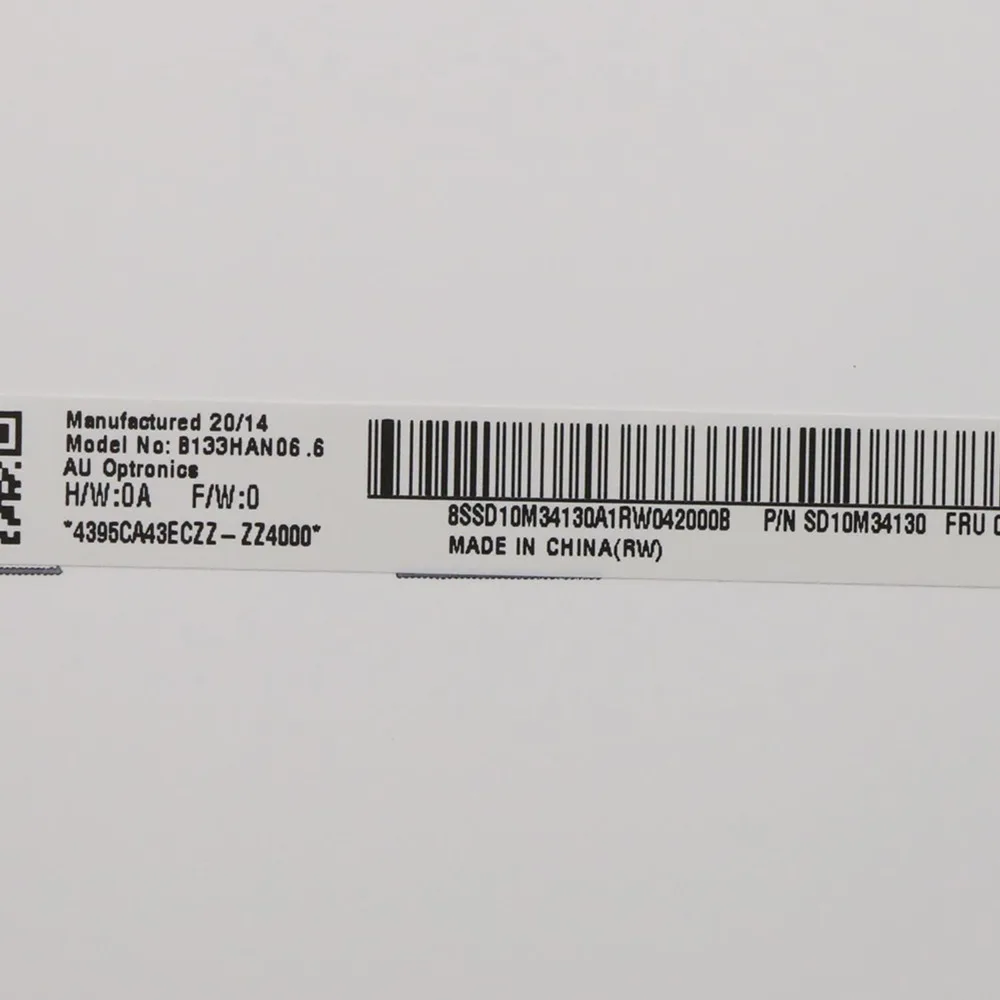 Manufactured 20/14
Model No: B133HAN06.6
AU Optronics
H/W:0A F/W:0
*4395CA43ECZZ-ZZ4000*
8SSD10M34130A1RW042000B P/N SD10M34130 FRU
MADE IN CHINA(RW)